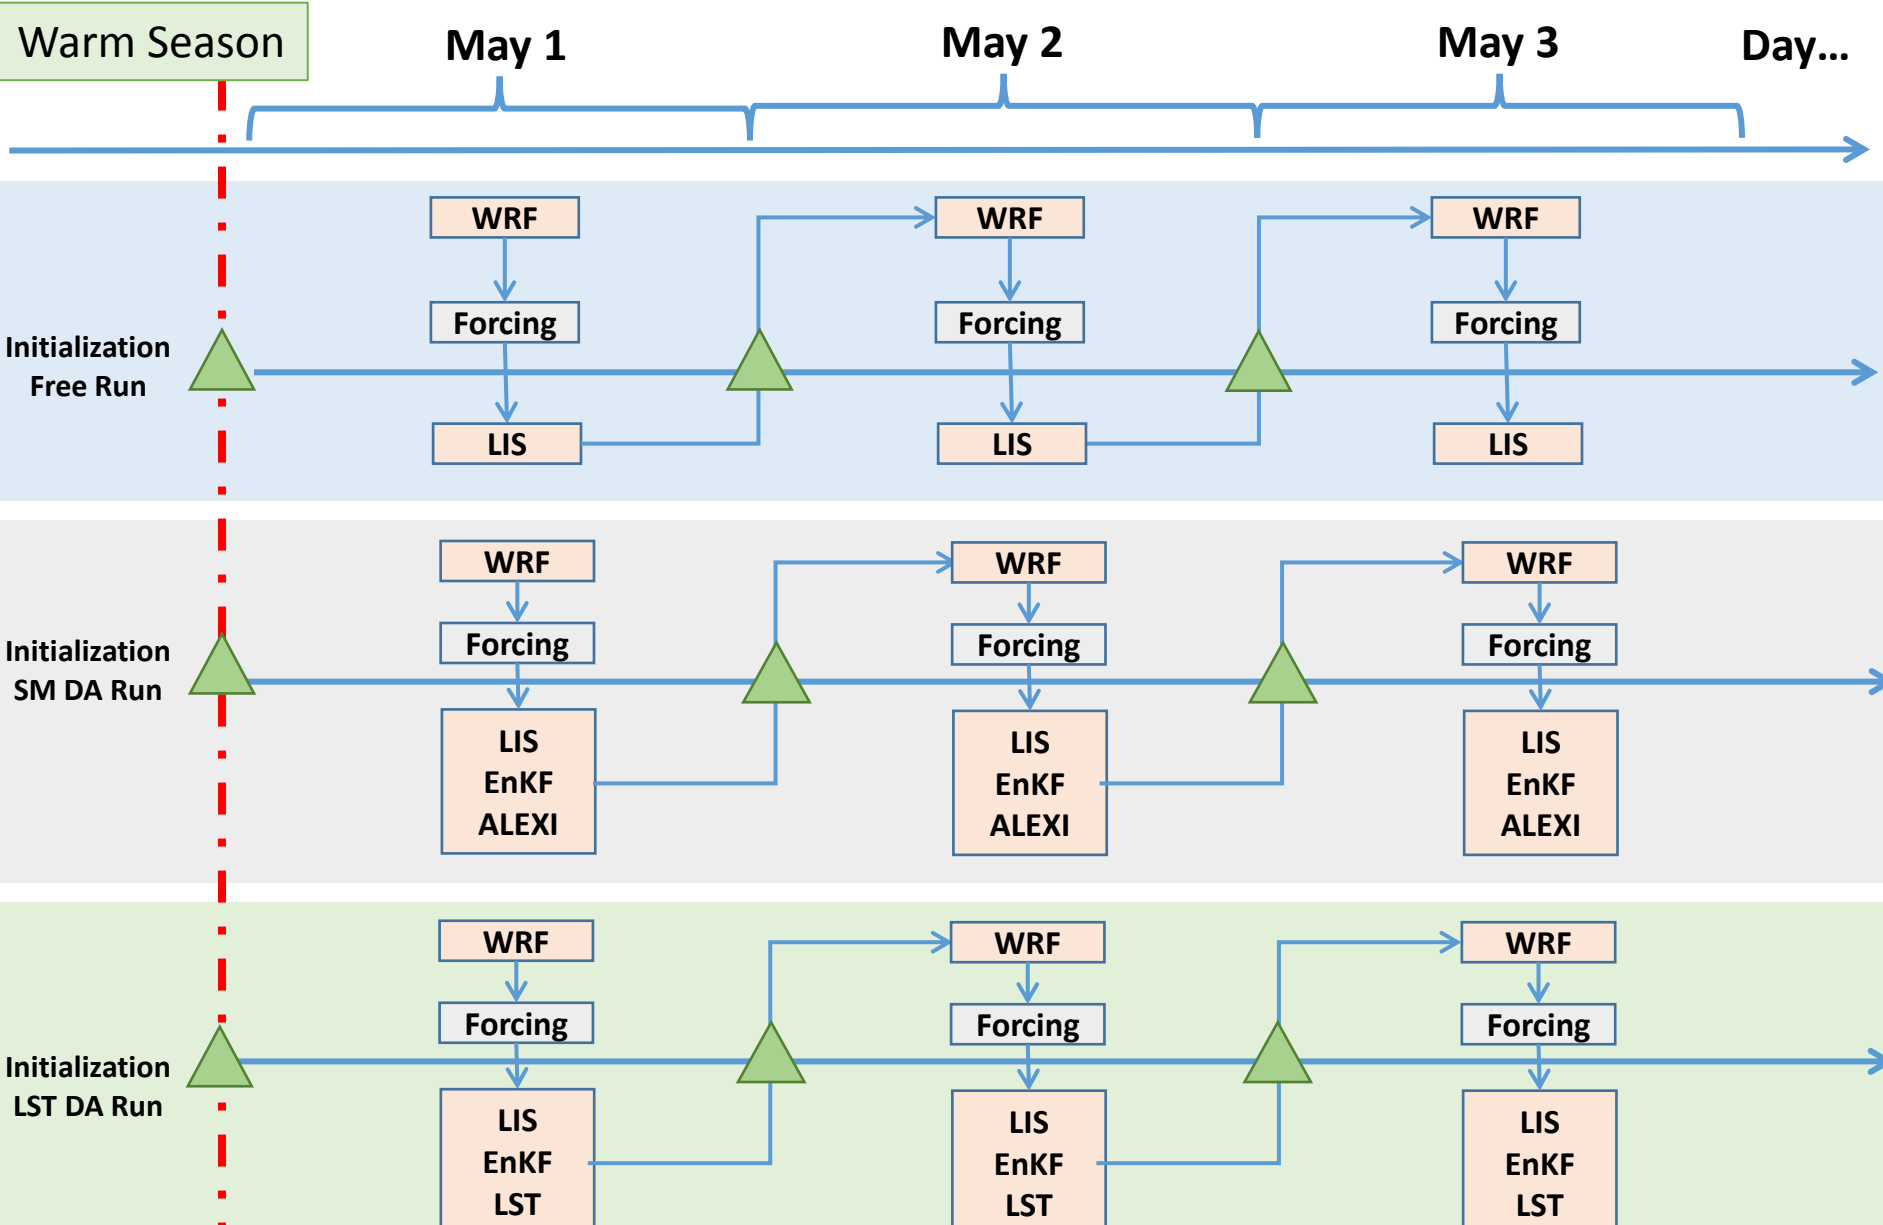 Warm Season
May 1
May 2
May 3
Day...
WRF
WRF
WRF
Forcing
Forcing
Forcing
Initialization
Free Run
LIS
LIS
LIS
WRF
WRF
WRF
Forcing
Forcing
Forcing
Initialization
SM DA Run
LIS
EnKF
ALEXI
LIS
EnKF
ALEXI
LIS
EnKF
ALEXI
WRF
WRF
WRF
Forcing
Forcing
Forcing
Initialization
LST DA Run
LIS
EnKF
LST
LIS
EnKF
LST
LIS
EnKF
LST